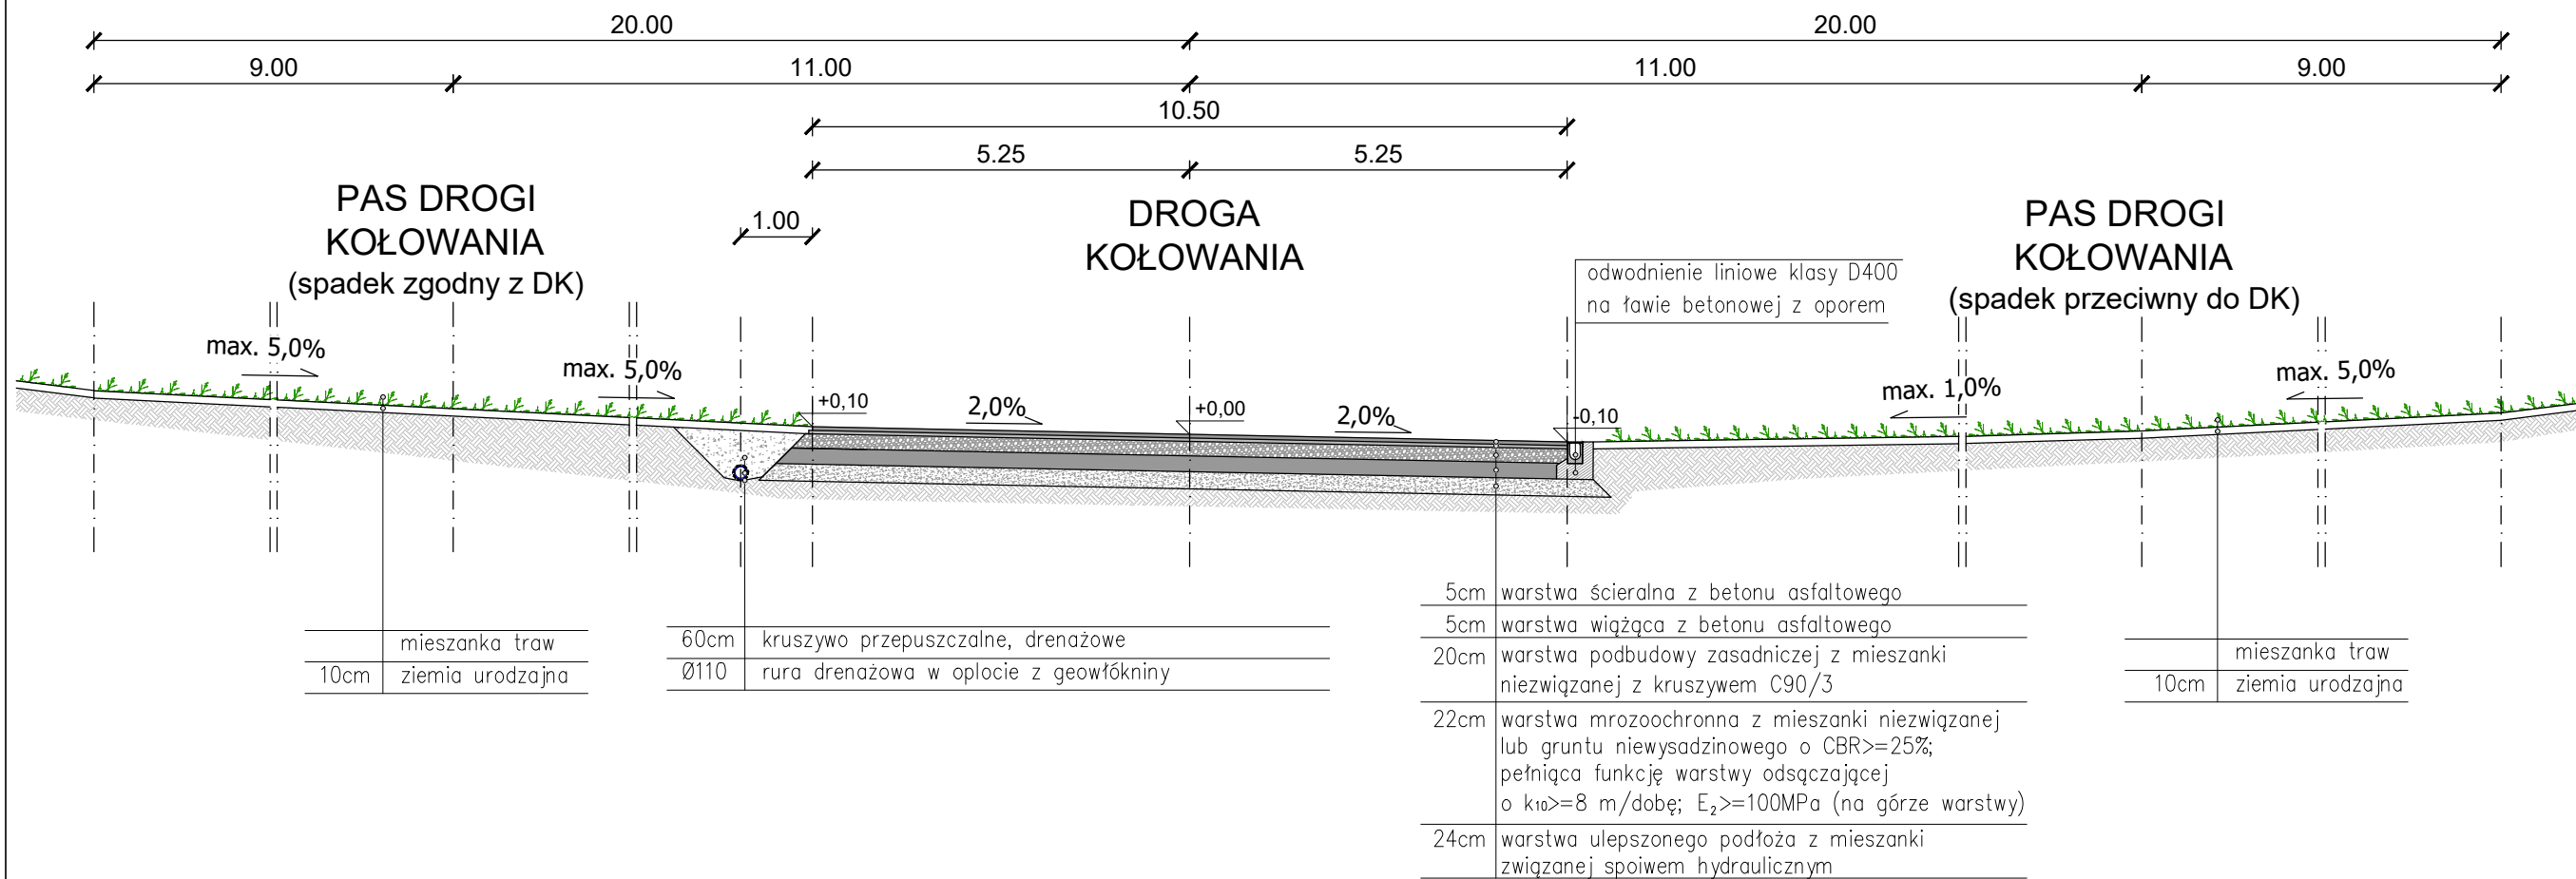 20.00
20.00
9.00
11.00
11.00
9.00
10.50
5.25
5.25
1.00
PAS DROGI
KOŁOWANIA
(spadek zgodny z DK)
DROGA
KOŁOWANIA
PAS DROGI
KOŁOWANIA
(spadek przeciwny do DK)
odwodnienie liniowe klasy D400
na ławie betonowej z oporem
max. 5,0%
max. 5,0%
+0,10
2,0%
+0,00
2,0%
-0,10
max. 1,0%
max. 5,0%
mieszanka traw
10cm ziemia urodzajna
60cm kruszywo przepuszczalne, drenażowe
Ø110 rura drenażowa w oplocie z geowłókniny
5cm warstwa ścieralna z betonu asfaltowego
5cm warstwa wiążąca z betonu asfaltowego
20cm warstwa podbudowy zasadniczej z mieszanki
niezwiązanej z kruszywem C90/3
22cm warstwa mrozoochronna z mieszanki niezwiązanej
lub gruntu niewysadzinowego o CBR>=25%;
pełniąca funkcję warstwy odsączającej
o k₁₀>=8 m/dobę; E₂>=100MPa (na górze warstwy)
24cm warstwa ulepszonego podłoża z mieszanki
związanej spoiwem hydraulicznym
mieszanka traw
10cm ziemia urodzajna